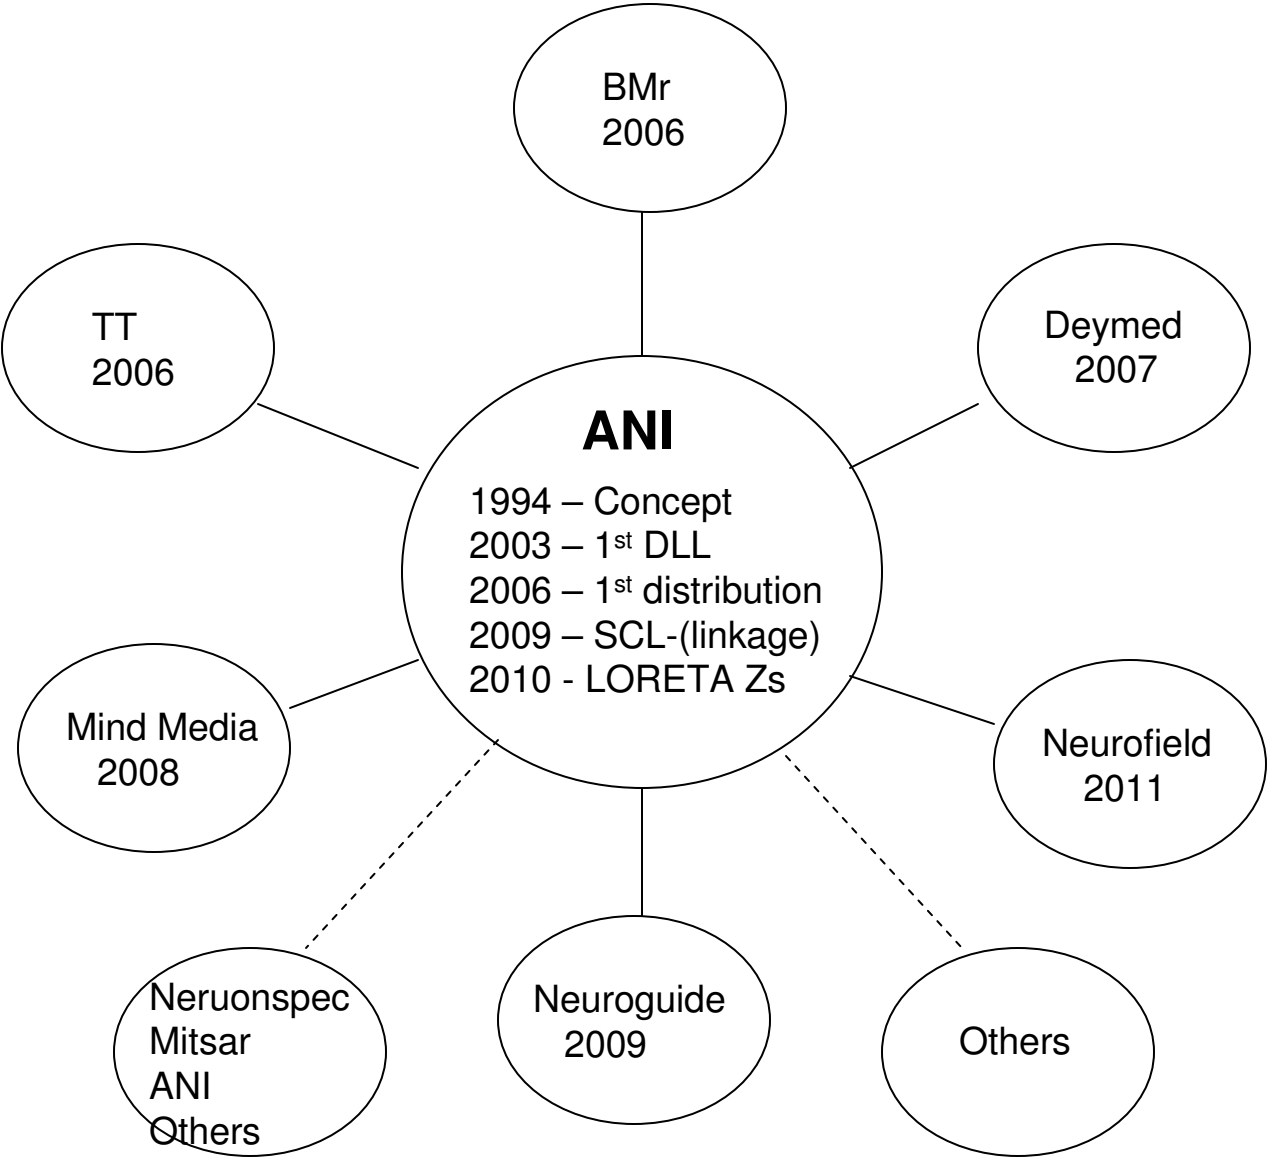 BMr
2006
TT
2006
Deymed
2007
ANI
1994 – Concept
2003 – 1st DLL
2006 – 1st distribution
2009 – SCL-(linkage)
2010 - LORETA Zs
Mind Media
2008
Neurofield
2011
Neruonspec
Mitsar
ANI
Others
Neuroguide
2009
Others